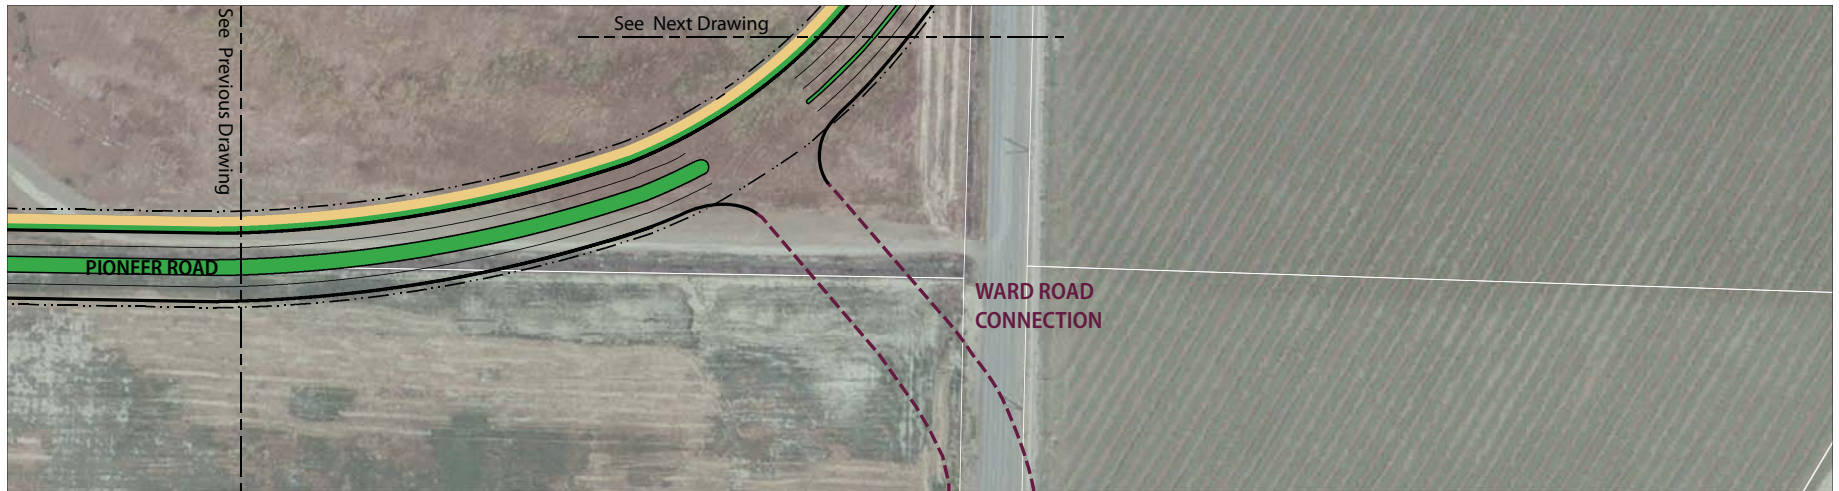 See Previous Drawing
See Next Drawing
PIONEER ROAD
WARD ROAD
CONNECTION